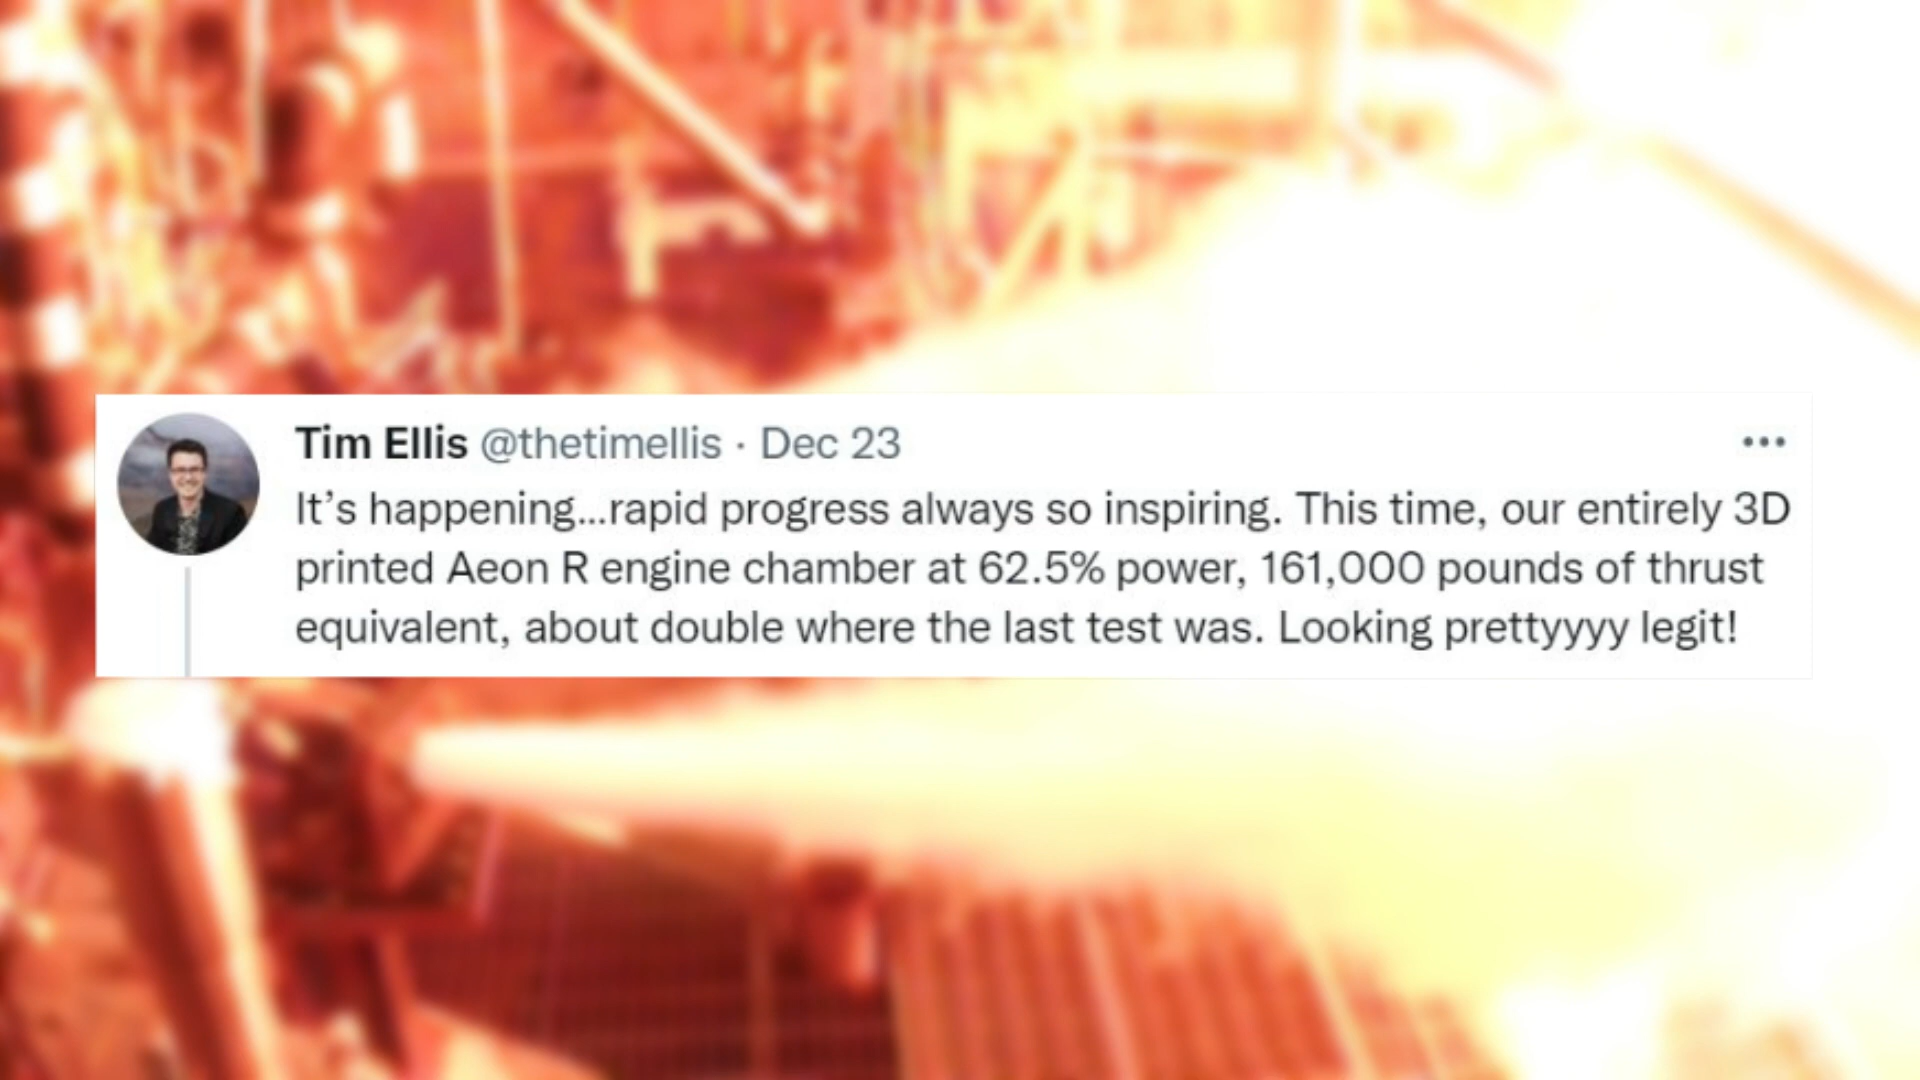 Tim Ellis @thetimellis · Dec 23
It’s happening...rapid progress always so inspiring. This time, our entirely 3D
printed Aeon R engine chamber at 62.5% power, 161,000 pounds of thrust
equivalent, about double where the last test was. Looking prettyyyy legit!